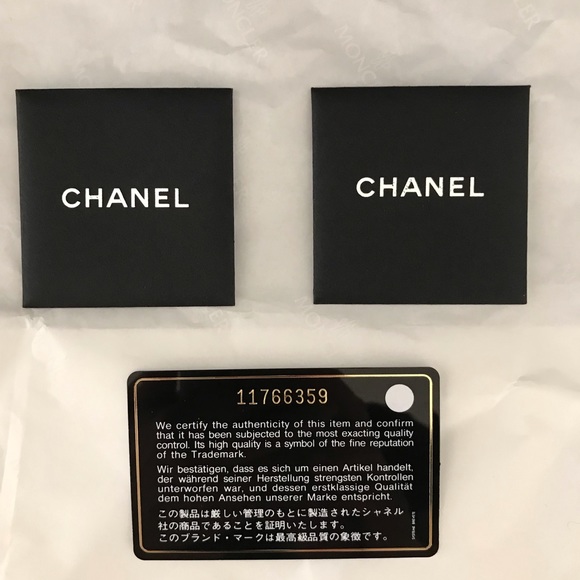 CHANEL
CHANEL
11766359
We certify the authenticity of this item and confirm
that it has been subjected to the most exacting quality
control. Its high quality is a symbol of the fine reputation
of the Trademark.
Wir bestätigen, dass es sich um einen Artikel handelt,
der während seiner Herstellung strengsten Kontrollen
unterworfen war, und dessen erstklassige Qualität
dem hohen Ansehen unserer Marke entspricht.
この製品は厳しい管理のもとに製造されたシャネル
社の商品であることを証明いたします。
このブランド・マークは最高級品質の象徴です。
MONCLER